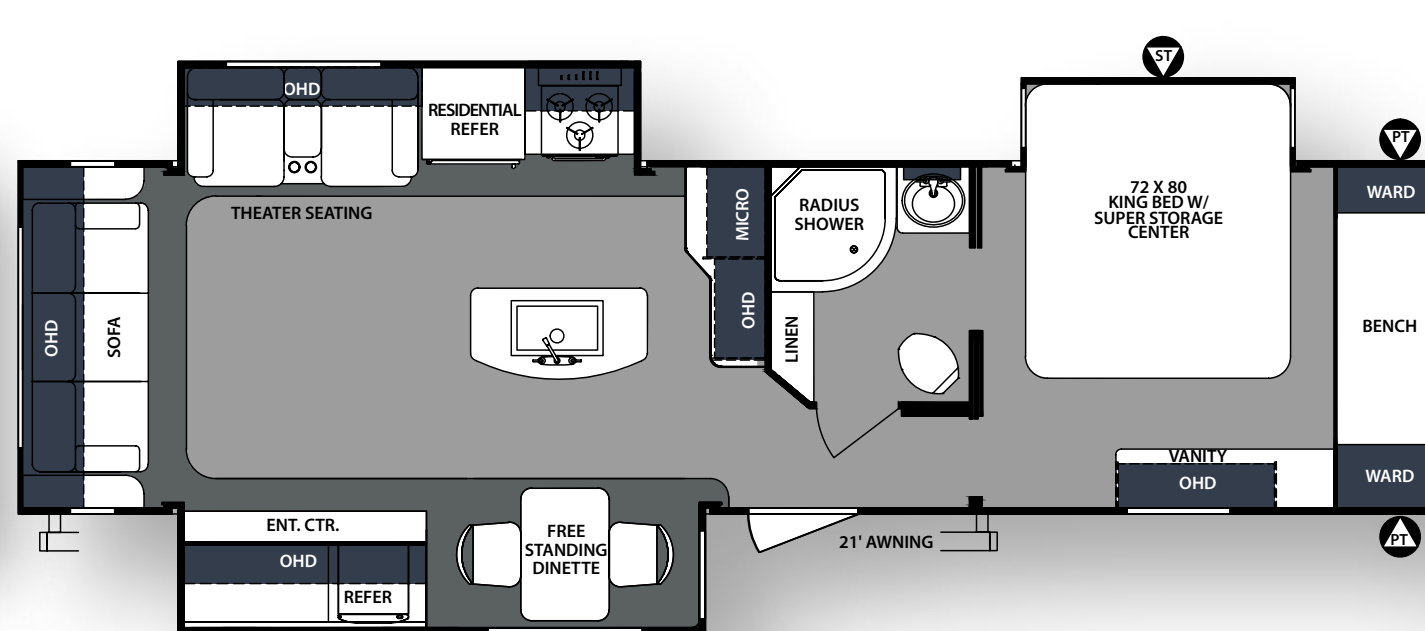 ST
PT
OHD
RESIDENTIAL
REFER
THEATER SEATING
MICRO
OHD
RADIUS
SHOWER
LINEN
72 X 80
KING BED W/
SUPER STORAGE
CENTER
WARD
BENCH
WARD
OHD
SOFA
VANITY
OHD
ENT. CTR.
OHD
REFER
FREE
STANDING
DINETTE
21' AWNING
PT